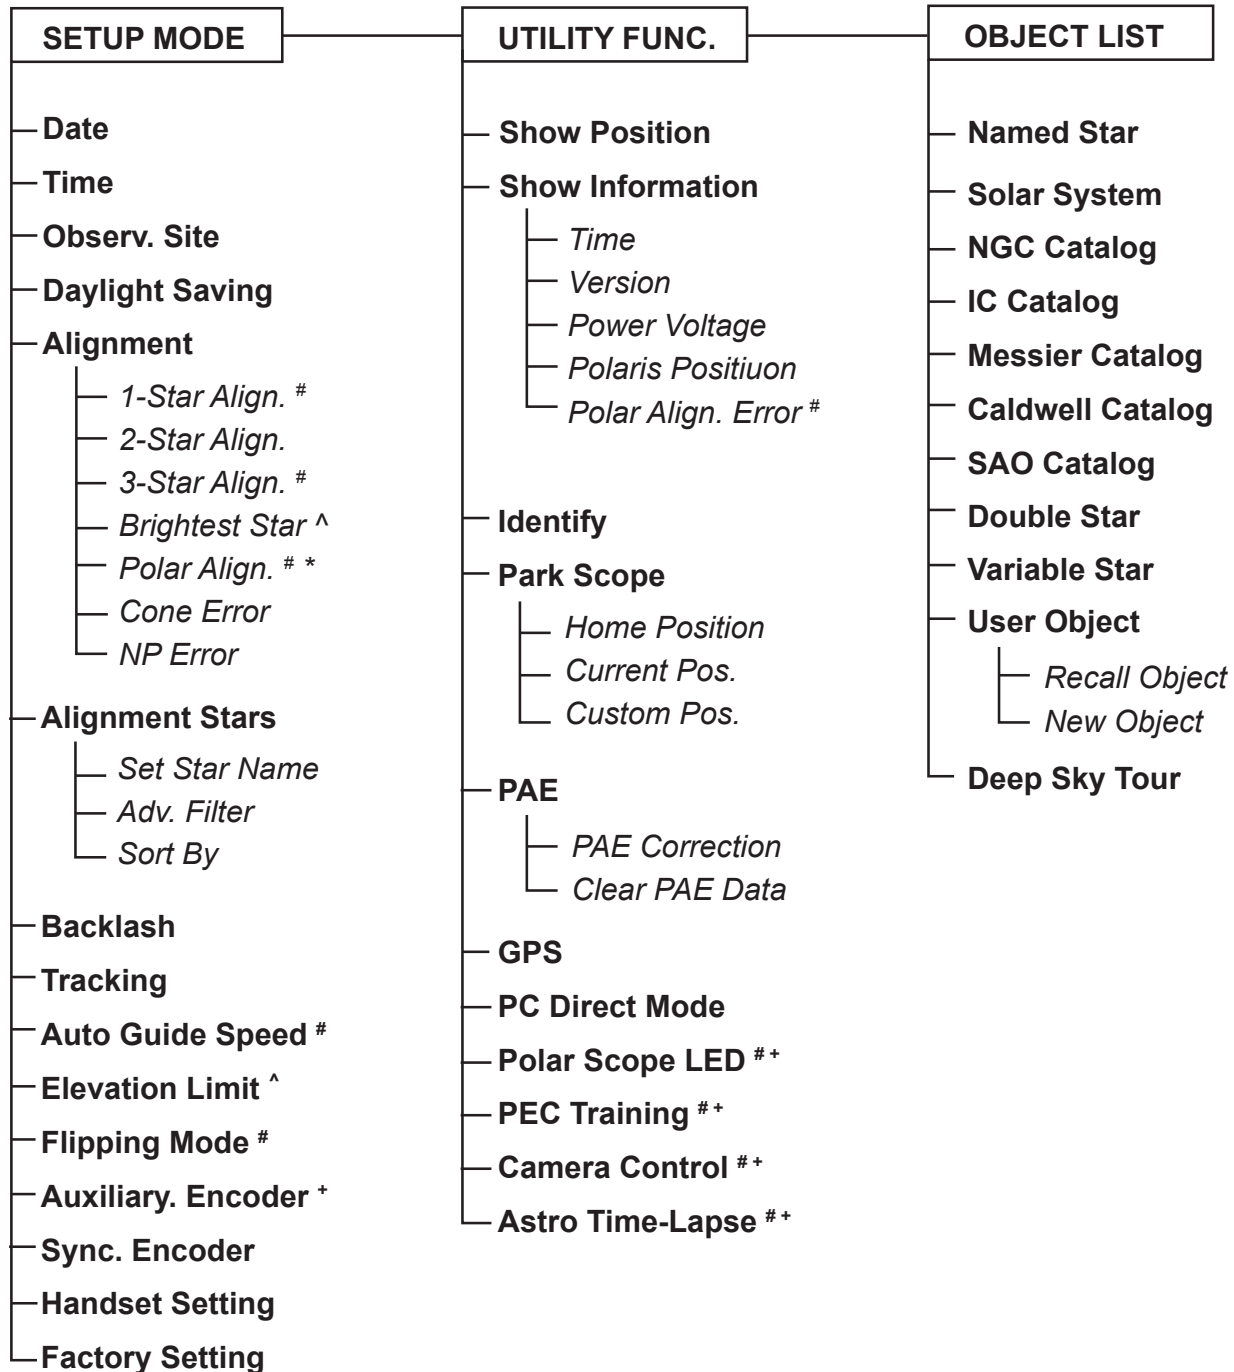 SETUP MODE
Date
Time
Observ. Site
Daylight Saving
Alignment
1-Star Align. #
2-Star Align.
3-Star Align. #
Brightest Star ^
Polar Align. # *
Cone Error
NP Error
Alignment Stars
Set Star Name
Adv. Filter
Sort By
Backlash
Tracking
Auto Guide Speed #
Elevation Limit ^
Flipping Mode #
Auxiliary. Encoder +
Sync. Encoder
Handset Setting
Factory Setting
UTILITY FUNC.
Show Position
Show Information
Time
Version
Power Voltage
Polaris Positiuon
Polar Align. Error #
Identify
Park Scope
Home Position
Current Pos.
Custom Pos.
PAE
PAE Correction
Clear PAE Data
GPS
PC Direct Mode
Polar Scope LED # +
PEC Training # +
Camera Control # +
Astro Time-Lapse # +
OBJECT LIST
Named Star
Solar System
NGC Catalog
IC Catalog
Messier Catalog
Caldwell Catalog
SAO Catalog
Double Star
Variable Star
User Object
Recall Object
New Object
Deep Sky Tour